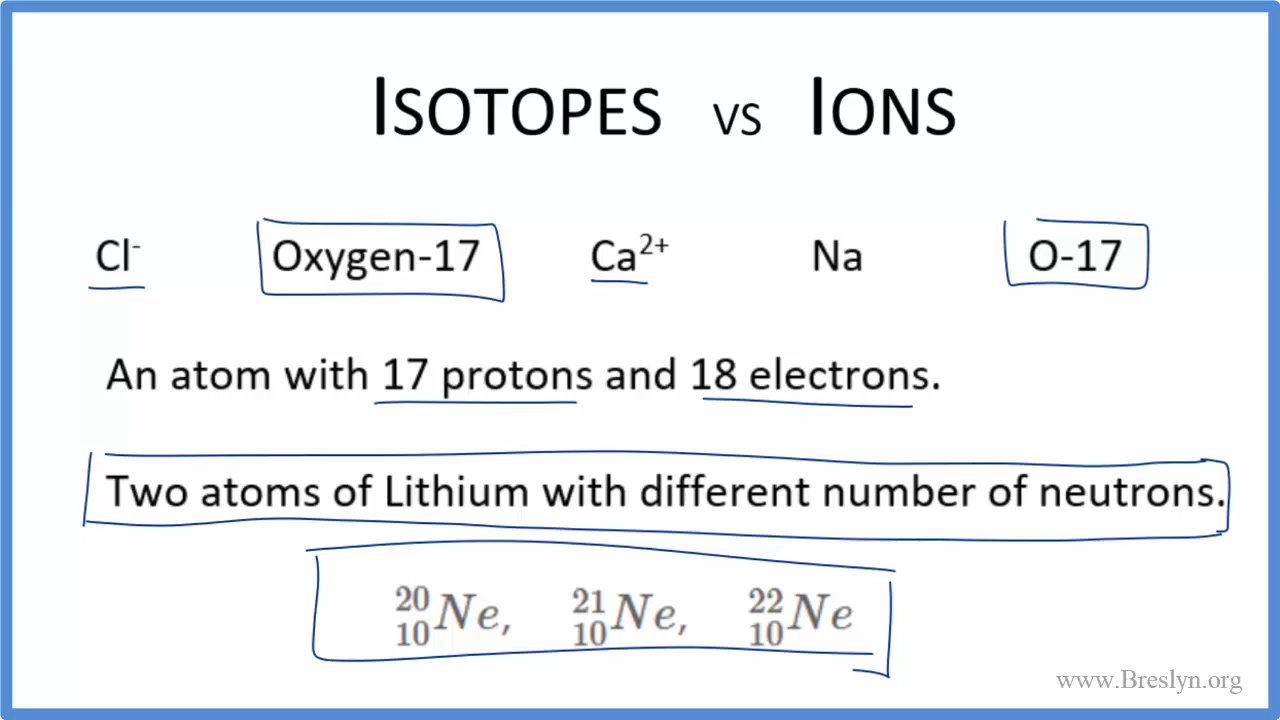 ISOTOPES VS IONS
Cl⁻ Oxygen-17 Ca²⁺ Na O-17
An atom with 17 protons and 18 electrons.
Two atoms of Lithium with different number of neutrons.
²⁰₁₀Ne, ²¹₁₀Ne, ²²₁₀Ne
www.Breslyn.org